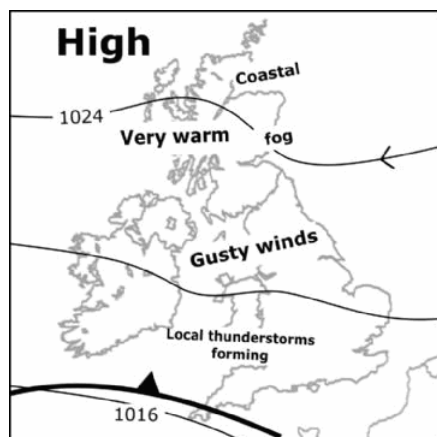 High
Coastal
1024
Very warm
fog
Gusty winds
Local thunderstorms
forming
1016